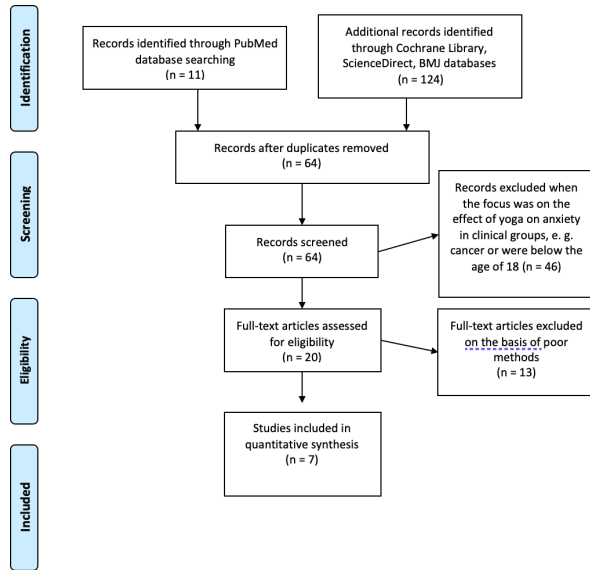 Identification
Records identified through PubMed
database searching
(n = 11)
Additional records identified
through Cochrane Library,
ScienceDirect, BMJ databases
(n = 124)
Records after duplicates removed
(n = 64)
Screening
Records screened
(n = 64)
Records excluded when
the focus was on the
effect of yoga on anxiety
in clinical groups, e. g.
cancer or were below the
age of 18 (n = 46)
Eligibility
Full-text articles assessed
for eligibility
(n = 20)
Full-text articles excluded
on the basis of poor
methods
(n = 13)
Studies included in
quantitative synthesis
(n = 7)
Included